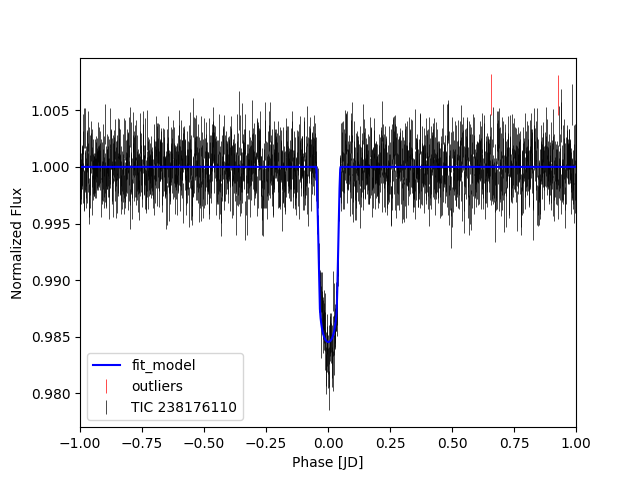 1.005
1.000
0.995
0.990
0.985
0.980
Normalized Flux
fit_model
outliers
TIC 238176110
−1.00 −0.75 −0.50 −0.25 0.00 0.25 0.50 0.75 1.00
Phase [JD]